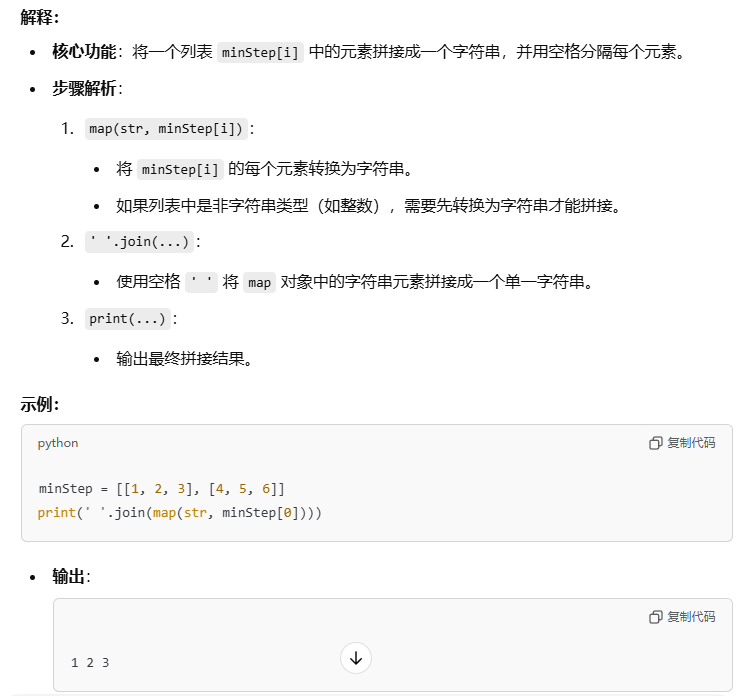 解释：
• 核心功能：将一个列表 minStep[i] 中的元素拼接成一个字符串，并用空格分隔每个元素。
• 步骤解析：
1. map(str, minStep[i])：
• 将 minStep[i] 的每个元素转换为字符串。
• 如果列表中是非字符串类型（如整数），需要先转换为字符串才能拼接。
2. ' '.join(...)：
• 使用空格 ' ' 将 map 对象中的字符串元素拼接成一个单一字符串。
3. print(...)：
• 输出最终拼接结果。
示例：
python 复制代码
minStep = [[1, 2, 3], [4, 5, 6]]
print(' '.join(map(str, minStep[0])))
• 输出：
复制代码
1 2 3